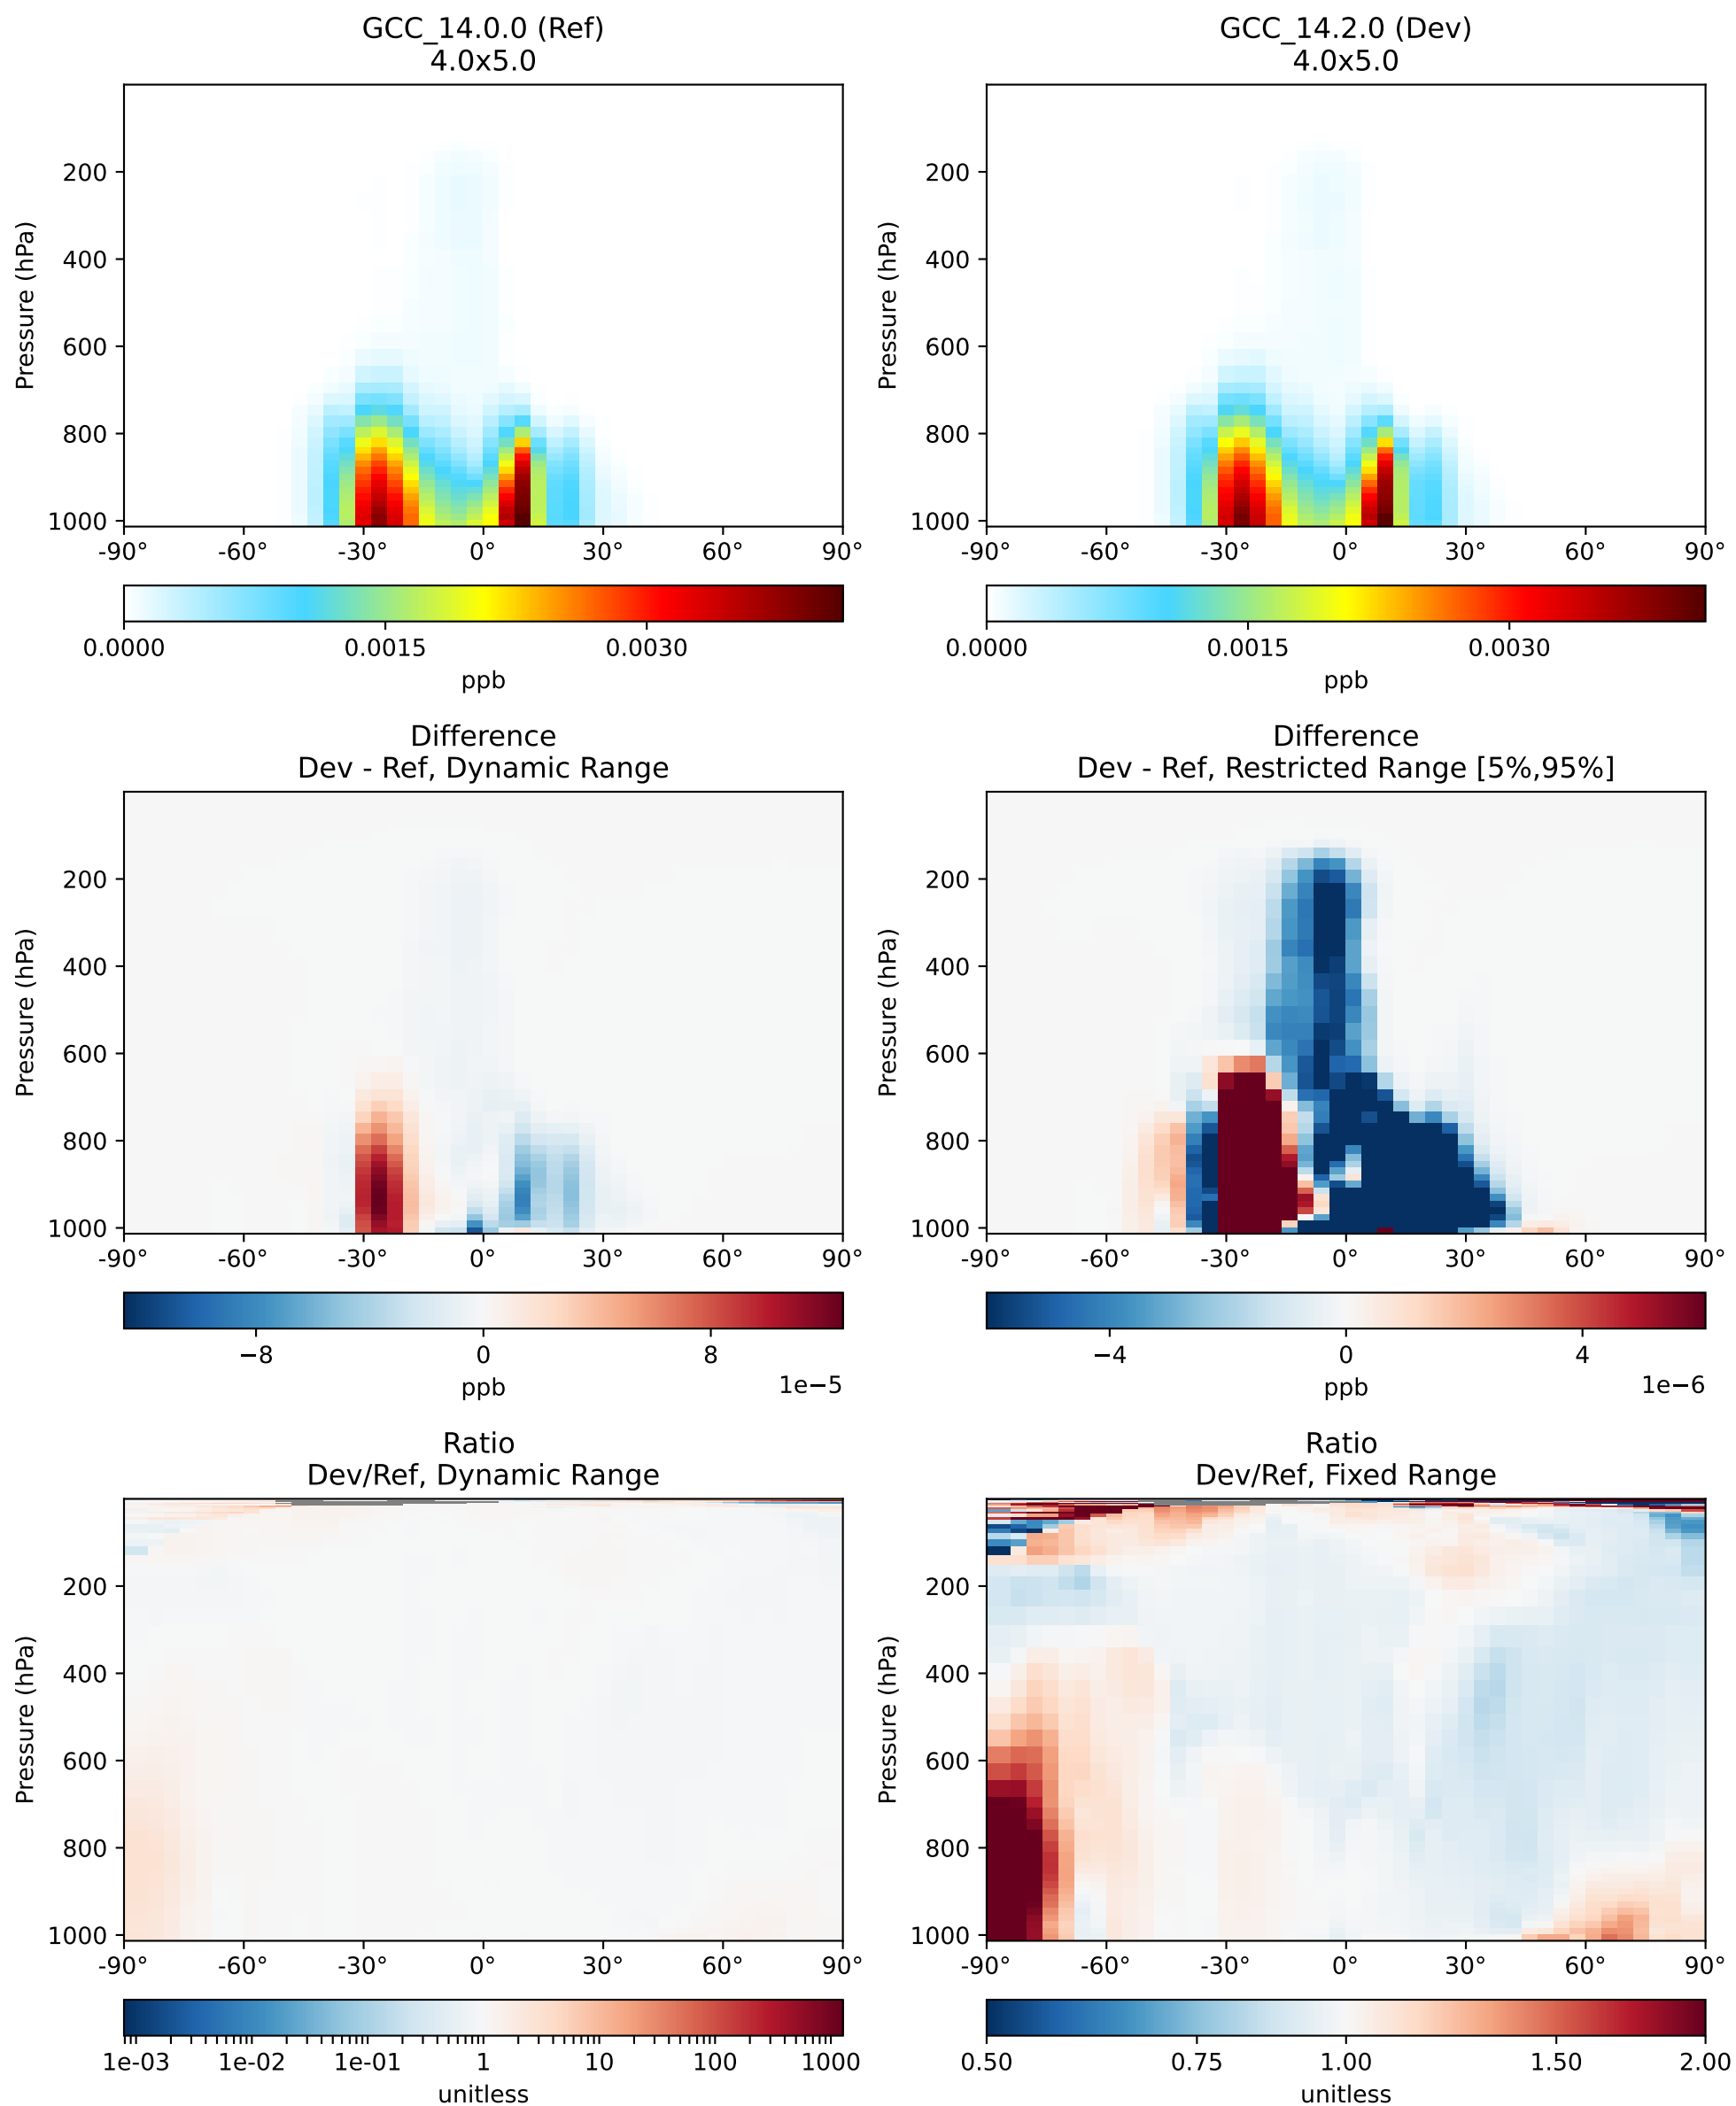 GCC_14.0.0 (Ref)
4.0x5.0
GCC_14.2.0 (Dev)
4.0x5.0
Pressure (hPa)
200
400
600
800
1000
-90° -60° -30° 0° 30° 60° 90°
0.0000 0.0015 0.0030
ppb
Pressure (hPa)
200
400
600
800
1000
-90° -60° -30° 0° 30° 60° 90°
0.0000 0.0015 0.0030
ppb
Difference
Dev - Ref, Dynamic Range
Difference
Dev - Ref, Restricted Range [5%,95%]
Pressure (hPa)
200
400
600
800
1000
-90° -60° -30° 0° 30° 60° 90°
−8 0 8
ppb
1e−5
Pressure (hPa)
200
400
600
800
1000
-90° -60° -30° 0° 30° 60° 90°
−4 0 4
ppb
1e−6
Ratio
Dev/Ref, Dynamic Range
Ratio
Dev/Ref, Fixed Range
Pressure (hPa)
200
400
600
800
1000
-90° -60° -30° 0° 30° 60° 90°
1e-03 1e-02 1e-01 1 10 100 1000
unitless
Pressure (hPa)
200
400
600
800
1000
-90° -60° -30° 0° 30° 60° 90°
0.50 0.75 1.00 1.50 2.00
unitless